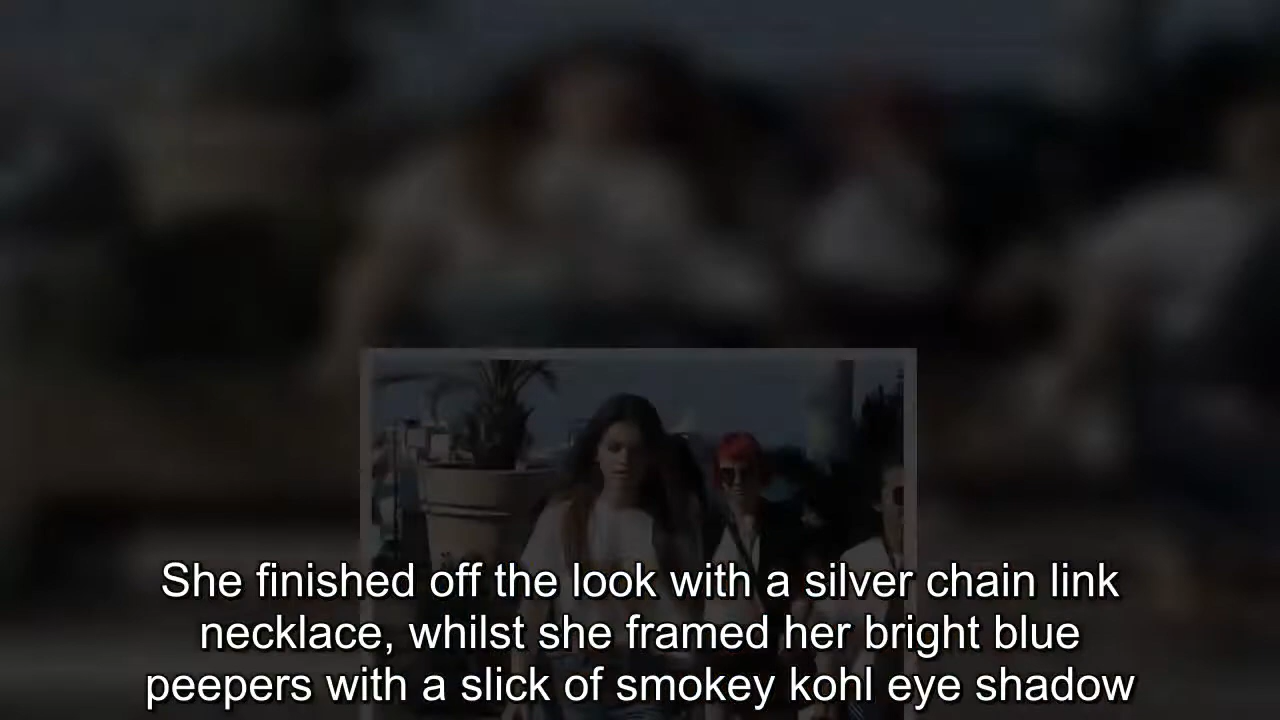 She finished off the look with a silver chain link
necklace, whilst she framed her bright blue
peepers with a slick of smokey kohl eye shadow